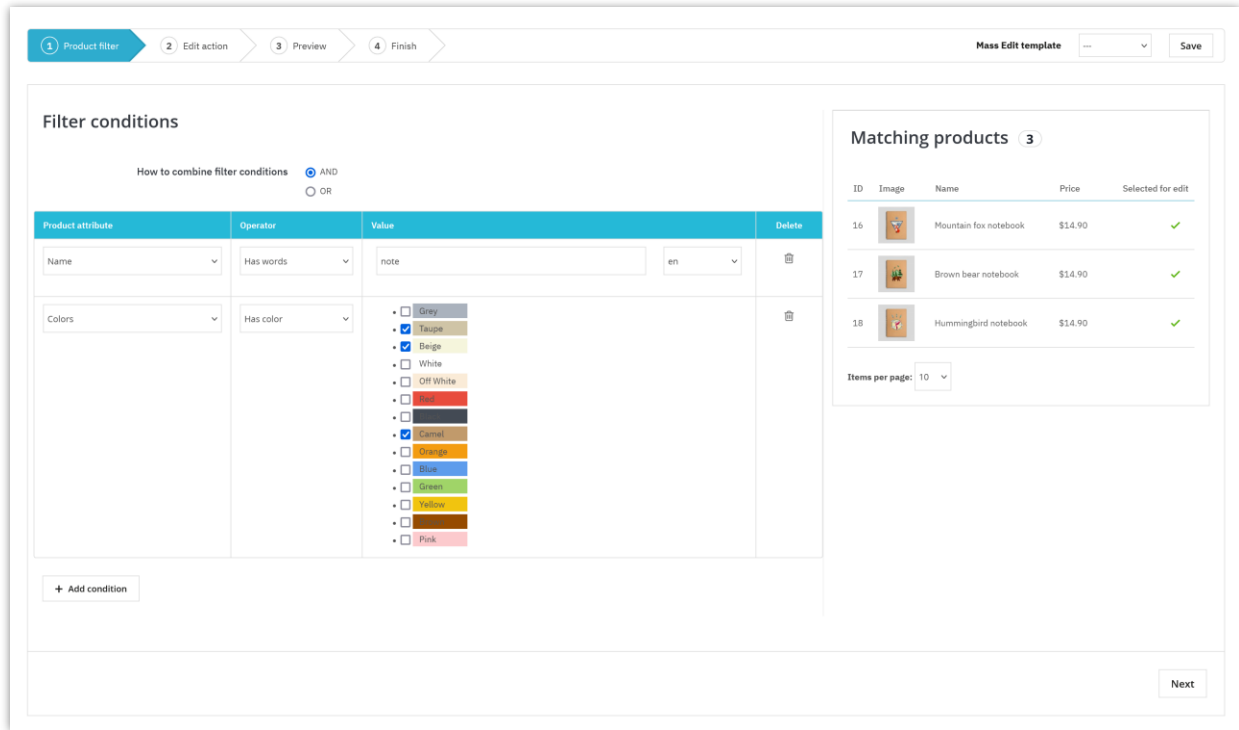 1 Product filter 2 Edit action 3 Preview 4 Finish Mass Edit template --- Save
Filter conditions
How to combine filter conditions AND
OR
Product attribute Operator Value Delete
Name Has words note en
Colors Has color
Grey
Taupe
Beige
White
Off White
Red
Camel
Orange
Blue
Green
Yellow
Pink
+ Add condition
Matching products 3
ID Image Name Price Selected for edit
16 Mountain fox notebook $14.90
17 Brown bear notebook $14.90
18 Hummingbird notebook $14.90
Items per page: 10
Next